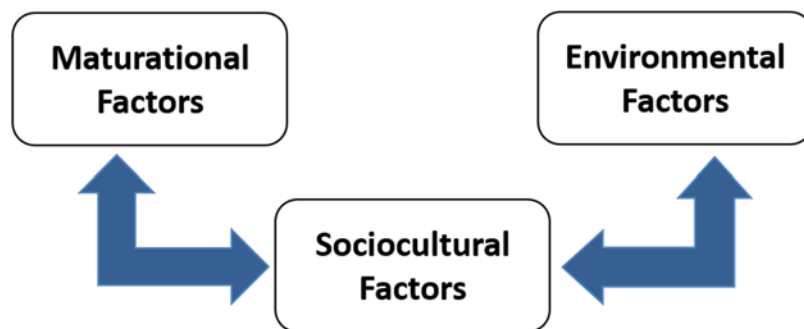 Maturational
Factors
Environmental
Factors
Sociocultural
Factors